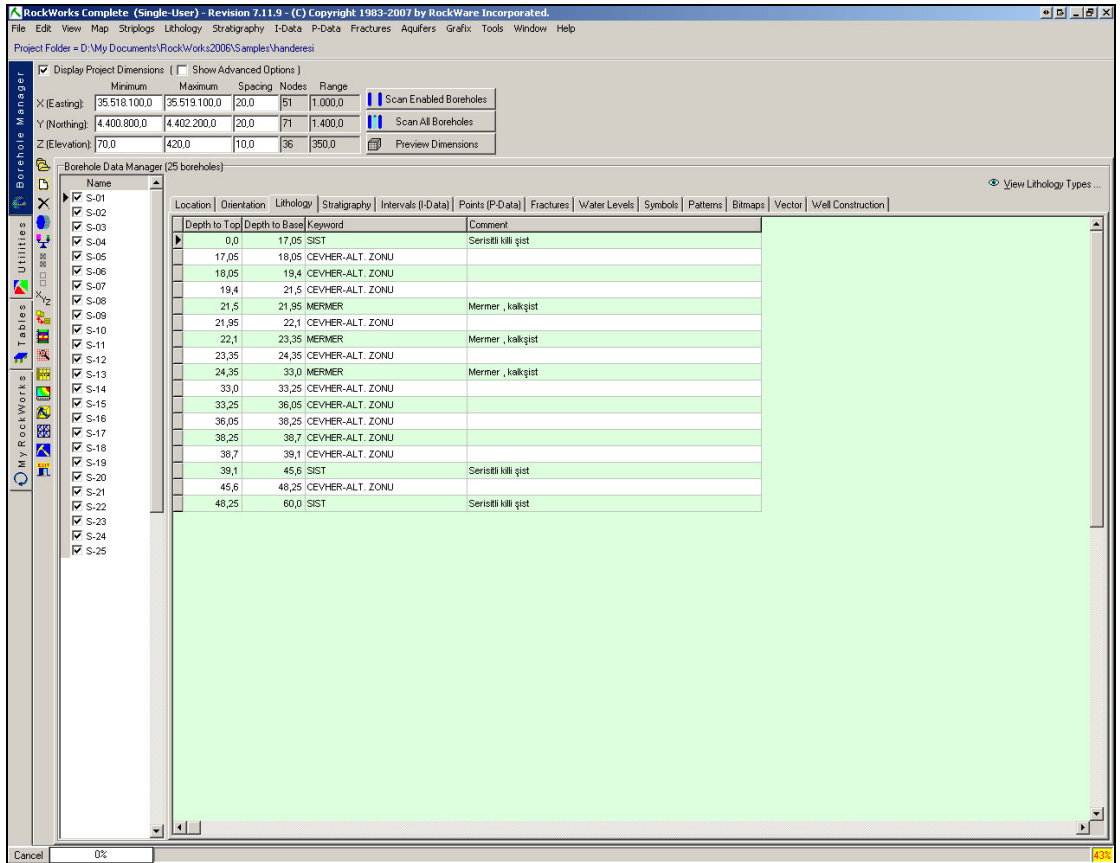 RockWorks Complete (Single-User) - Revision 7.11.9 - (C) Copyright 1983-2007 by RockWare Incorporated.
File Edit View Map Striplogs Lithology Stratigraphy I-Data P-Data Fractures Aquifers Grafix Tools Window Help
Project Folder = D:\My Documents\RockWorks2006\Samples\handeresi
Display Project Dimensions ( Show Advanced Options )
Minimum Maximum Spacing Nodes Range
X (Easting): 35.518.100,0 35.519.100,0 20,0 51 1.000,0 Scan Enabled Boreholes
Y (Northing): 4.400.800,0 4.402.200,0 20,0 71 1.400,0 Scan All Boreholes
Z (Elevation): 70,0 420,0 10,0 36 350,0 Preview Dimensions
Borehole Manager
Utilities
Tables
MyRockWorks
XYZ
EXIT
Borehole Data Manager (25 boreholes)
View Lithology Types ...
Name
S-01
S-02
S-03
S-04
S-05
S-06
S-07
S-08
S-09
S-10
S-11
S-12
S-13
S-14
S-15
S-16
S-17
S-18
S-19
S-20
S-21
S-22
S-23
S-24
S-25
Location Orientation Lithology Stratigraphy Intervals (I-Data) Points (P-Data) Fractures Water Levels Symbols Patterns Bitmaps Vector Well Construction
Depth to Top Depth to Base Keyword Comment
0,0 17,05 SIST Serisitli killi şist
17,05 18,05 CEVHER-ALT. ZONU
18,05 19,4 CEVHER-ALT. ZONU
19,4 21,5 CEVHER-ALT. ZONU
21,5 21,95 MERMER Mermer , kalkşist
21,95 22,1 CEVHER-ALT. ZONU
22,1 23,35 MERMER Mermer , kalkşist
23,35 24,35 CEVHER-ALT. ZONU
24,35 33,0 MERMER Mermer , kalkşist
33,0 33,25 CEVHER-ALT. ZONU
33,25 36,05 CEVHER-ALT. ZONU
36,05 38,25 CEVHER-ALT. ZONU
38,25 38,7 CEVHER-ALT. ZONU
38,7 39,1 CEVHER-ALT. ZONU
39,1 45,6 SIST Serisitli killi şist
45,6 48,25 CEVHER-ALT. ZONU
48,25 60,0 SIST Serisitli killi şist
Cancel 0% 43%